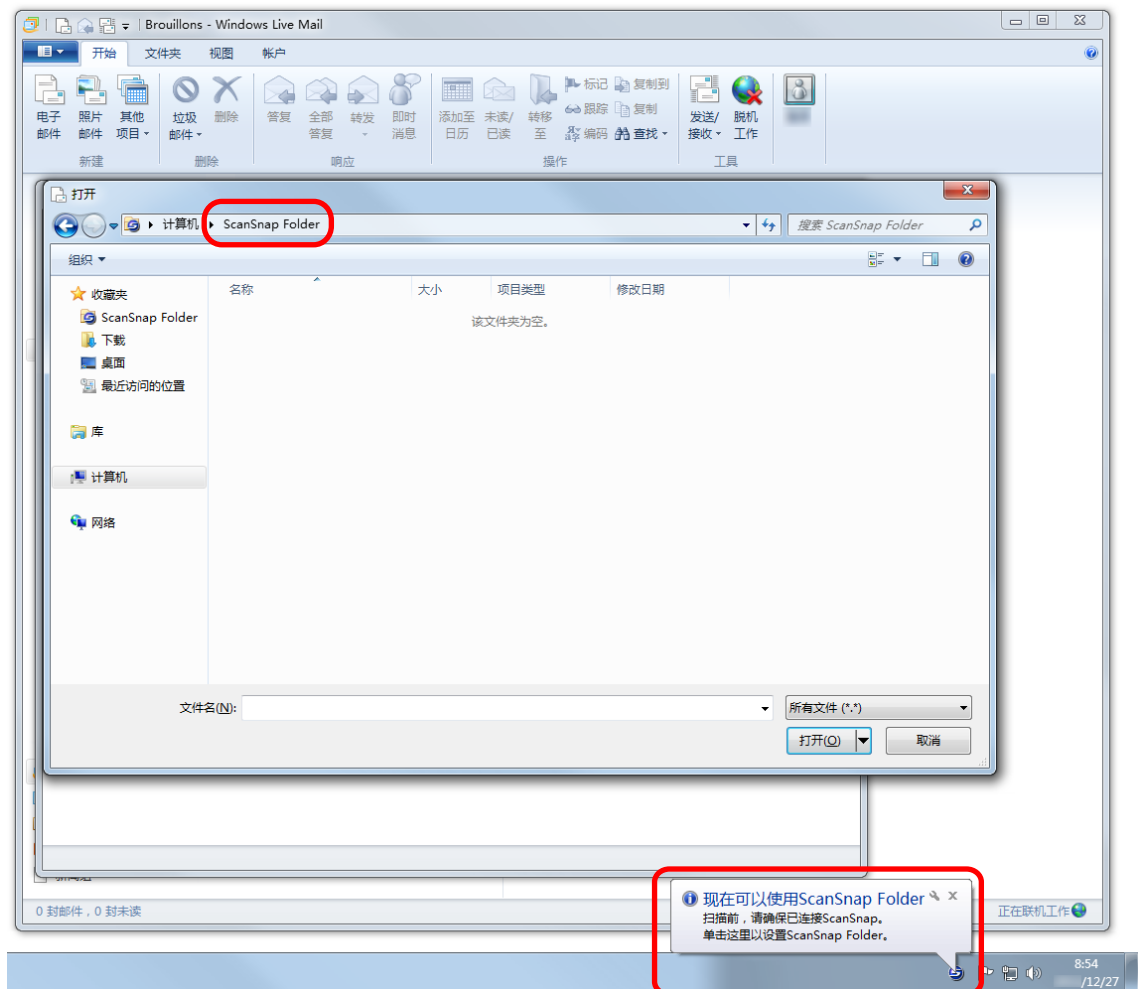 Brouillons - Windows Live Mail
开始 文件夹 视图 帐户
电子邮件 照片邮件 其他项目 垃圾邮件 删除 答复 全部答复 转发 即时消息 添加至日历 未读/已读 转移至 标记 复制到 发送/接收 脱机工作
跟踪 复制
编码 查找
新建 删除 响应 操作 工具
打开
计算机 ScanSnap Folder 搜索 ScanSnap Folder
组织
收藏夹 名称 大小 项目类型 修改日期
ScanSnap Folder 该文件夹为空。
下载
桌面
最近访问的位置
库
计算机
网络
文件名(N): 所有文件 (*.*)
打开(O) 取消
现在可以使用ScanSnap Folder
扫描前，请确保已连接ScanSnap。
单击这里以设置ScanSnap Folder。
0 封邮件，0 封未读 正在联机工作
8:54
/12/27